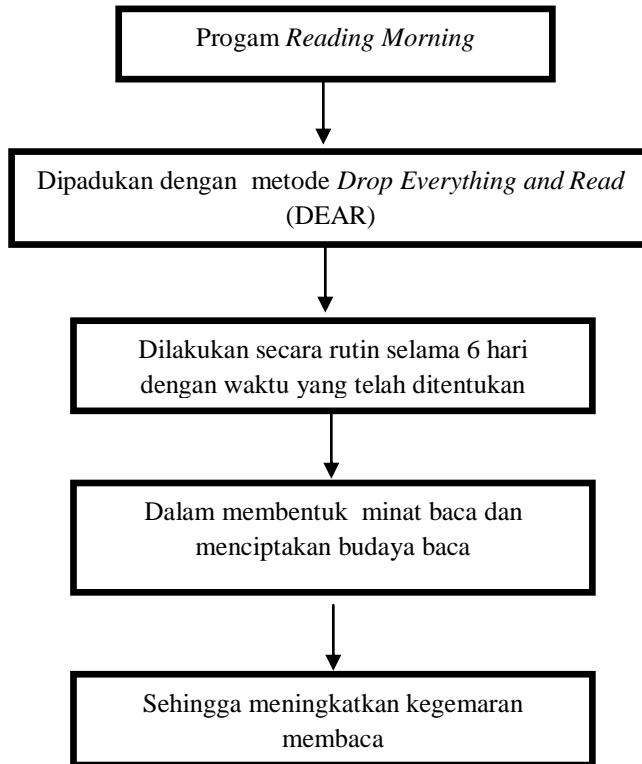 Progam Reading Morning
Dipadukan dengan metode Drop Everything and Read
(DEAR)
Dilakukan secara rutin selama 6 hari
dengan waktu yang telah ditentukan
Dalam membentuk minat baca dan
menciptakan budaya baca
Sehingga meningkatkan kegemaran
membaca